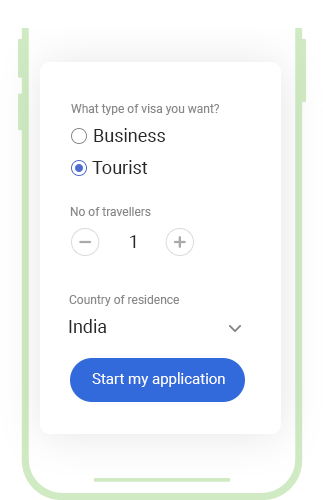 What type of visa you want?
Business
Tourist
No of travellers
1
Country of residence
India
Start my application